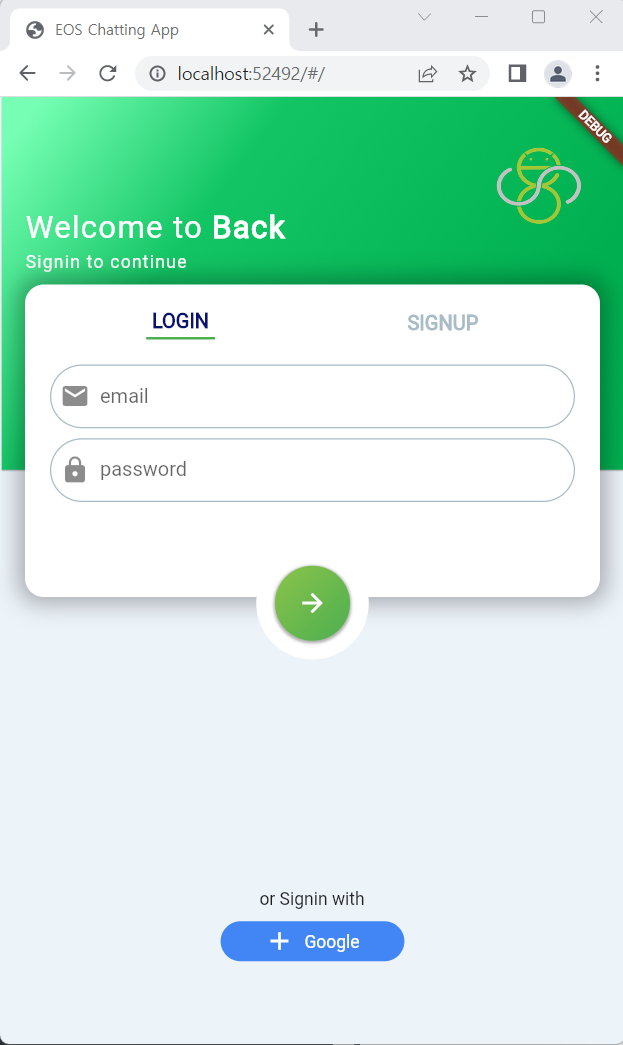 EOS Chatting App
localhost:52492/#/
DEBUG
Welcome to Back
Signin to continue
LOGIN
SIGNUP
email
password
or Signin with
Google